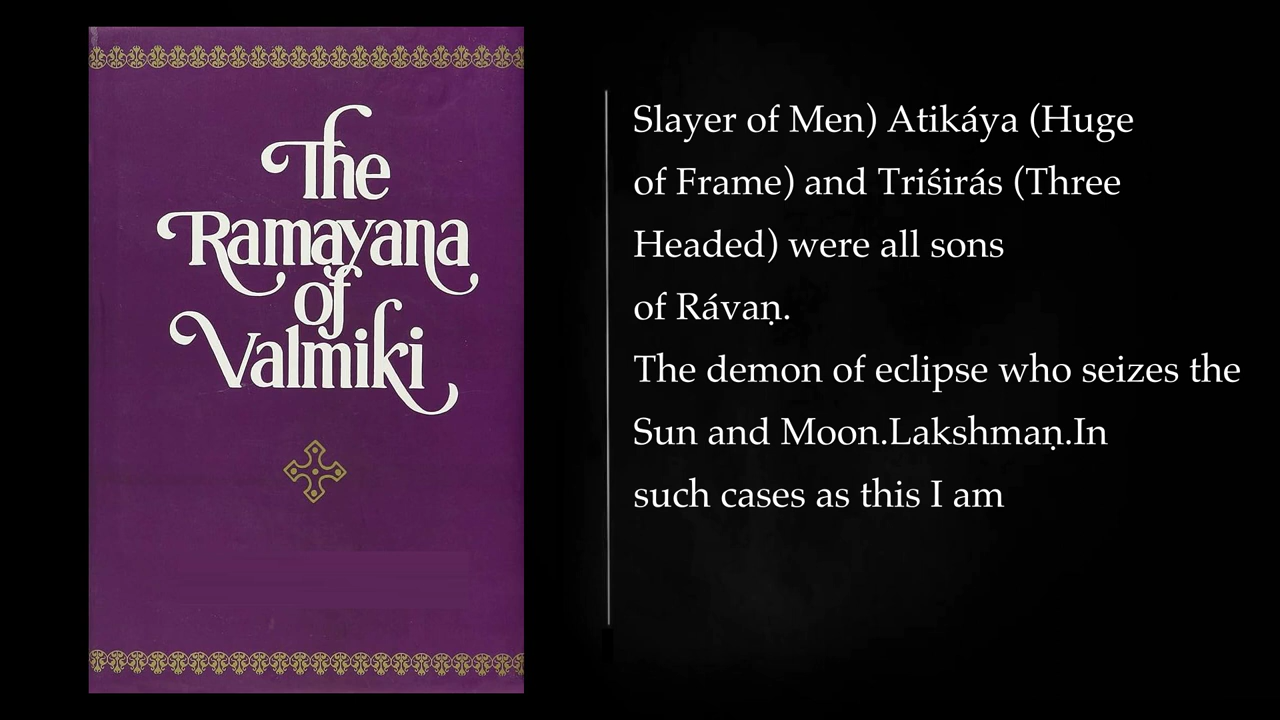 The
Ramayana
of
Valmiki
Slayer of Men) Atikáya (Huge
of Frame) and Triśirás (Three
Headed) were all sons
of Rávaṇ.
The demon of eclipse who seizes the
Sun and Moon.Lakshmaṇ.In
such cases as this I am